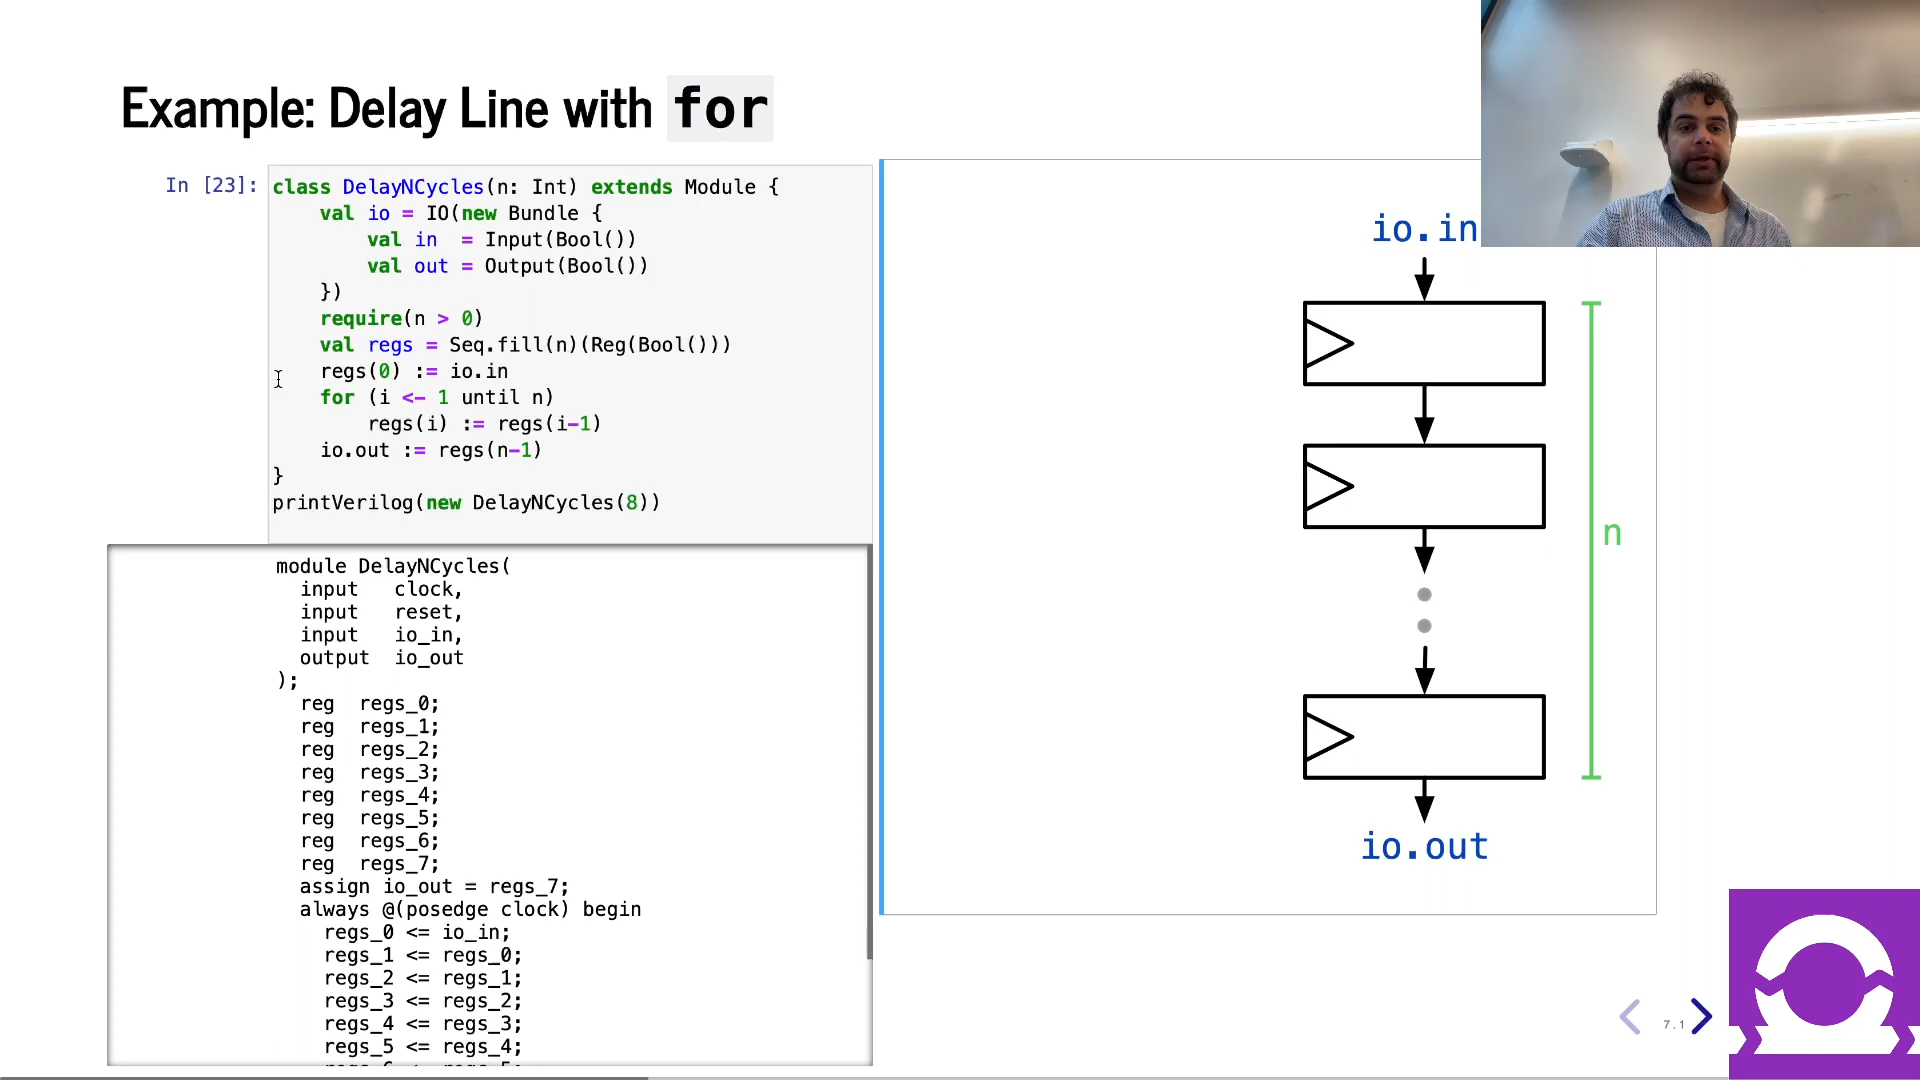 Example: Delay Line with for
In [23]:
class DelayNCycles(n: Int) extends Module {
    val io = IO(new Bundle {
        val in  = Input(Bool())
        val out = Output(Bool())
    })
    require(n > 0)
    val regs = Seq.fill(n)(Reg(Bool()))
    regs(0) := io.in
    for (i <- 1 until n)
        regs(i) := regs(i-1)
    io.out := regs(n-1)
}
printVerilog(new DelayNCycles(8))
module DelayNCycles(
  input   clock,
  input   reset,
  input   io_in,
  output  io_out
);
  reg  regs_0;
  reg  regs_1;
  reg  regs_2;
  reg  regs_3;
  reg  regs_4;
  reg  regs_5;
  reg  regs_6;
  reg  regs_7;
  assign io_out = regs_7;
  always @(posedge clock) begin
    regs_0 <= io_in;
    regs_1 <= regs_0;
    regs_2 <= regs_1;
    regs_3 <= regs_2;
    regs_4 <= regs_3;
    regs_5 <= regs_4;
io.in
n
io.out
7.1